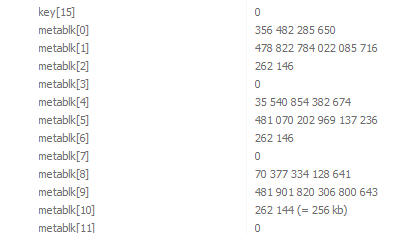 key[15] 0
metablk[0] 356 482 285 650
metablk[1] 478 822 784 022 085 716
metablk[2] 262 146
metablk[3] 0
metablk[4] 35 540 854 382 674
metablk[5] 481 070 202 969 137 236
metablk[6] 262 146
metablk[7] 0
metablk[8] 70 377 334 128 641
metablk[9] 481 901 820 306 800 643
metablk[10] 262 144 (= 256 kb)
metablk[11] 0